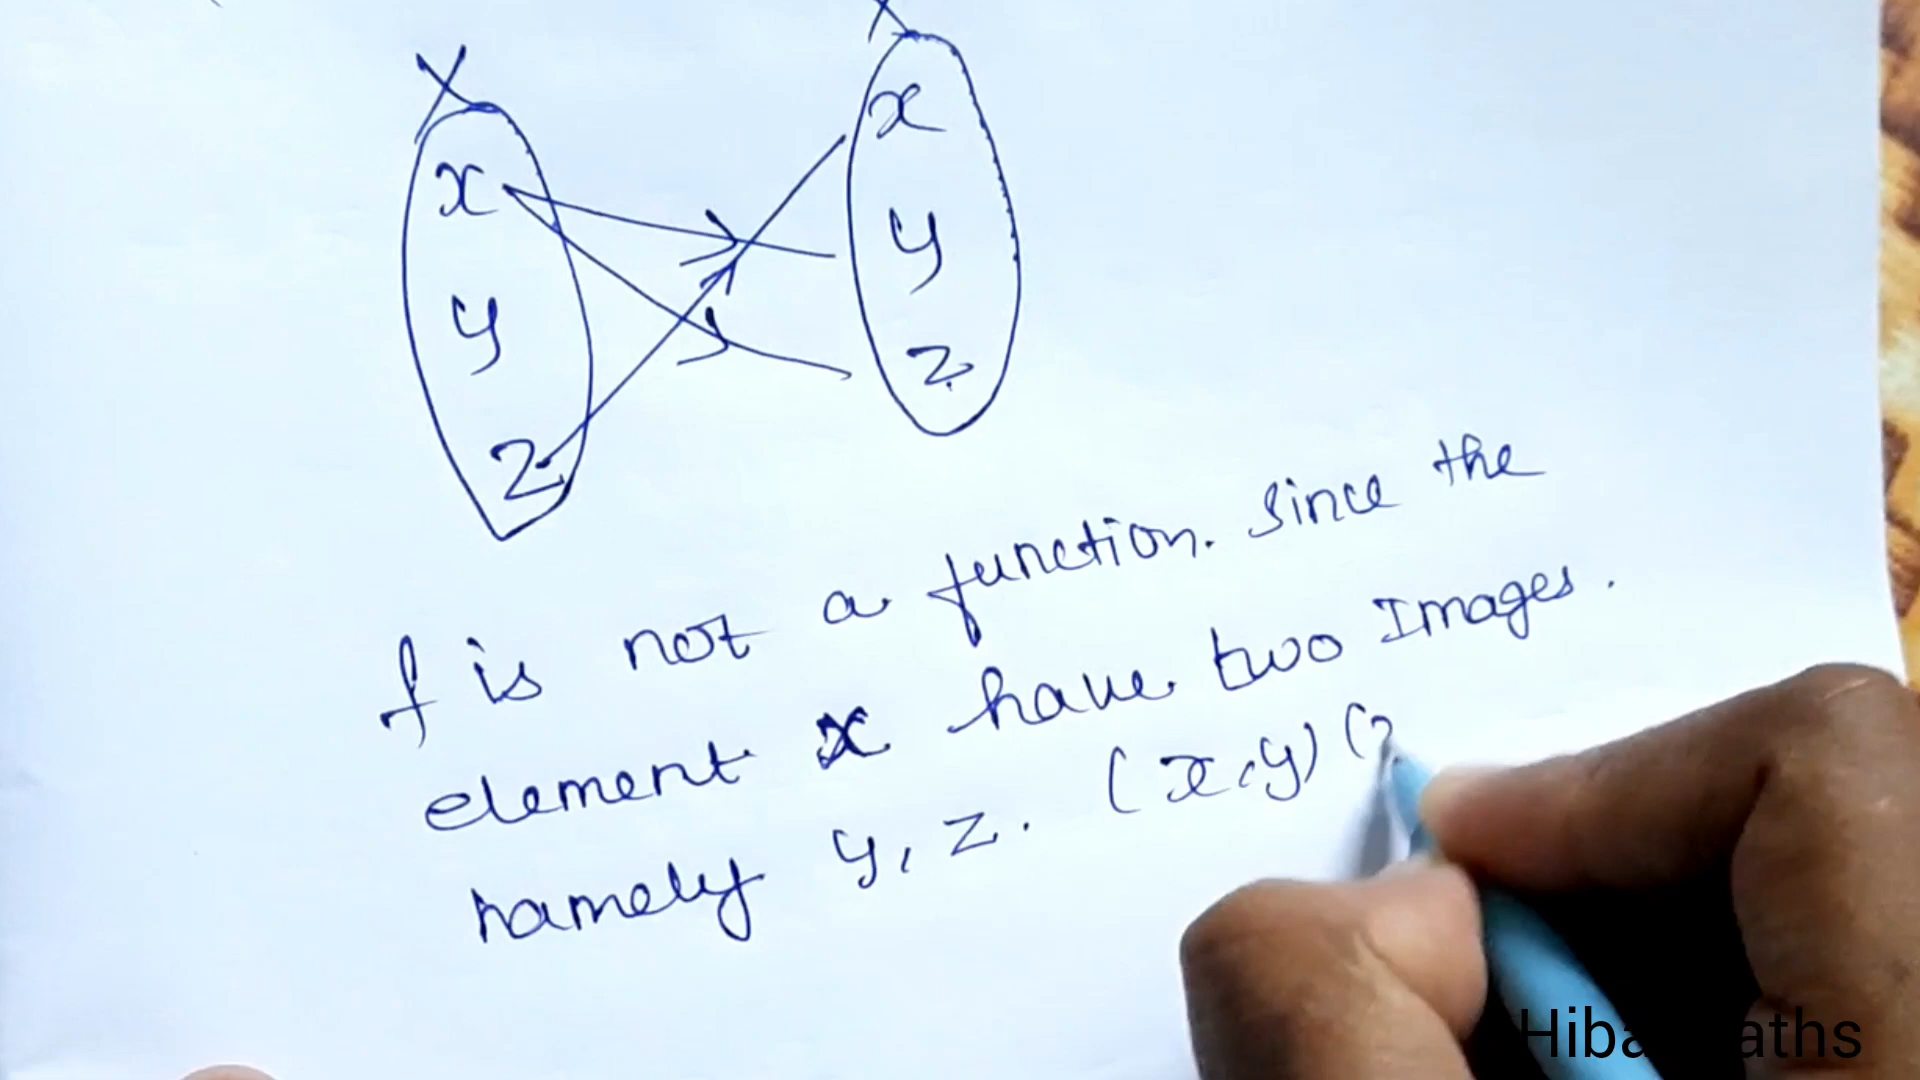 X
X
x
x
y
y
z
z
f is not a function. Since the
element x have two Images.
namely y, z. (x,y) (
Hiba
aths